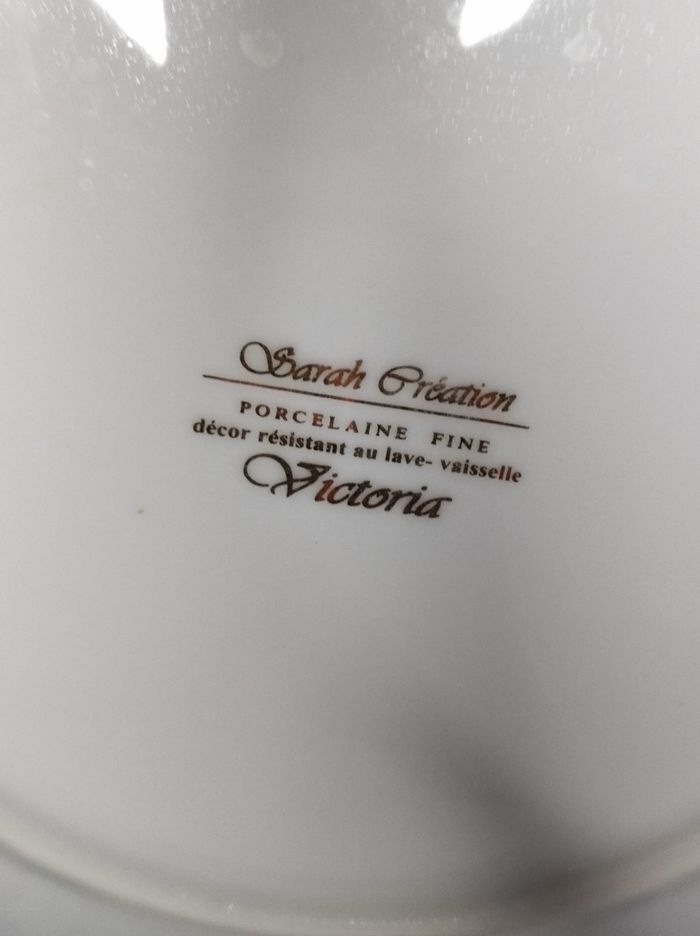 Sarah Création
PORCELAINE FINE
décor résistant au lave- vaisselle
Victoria